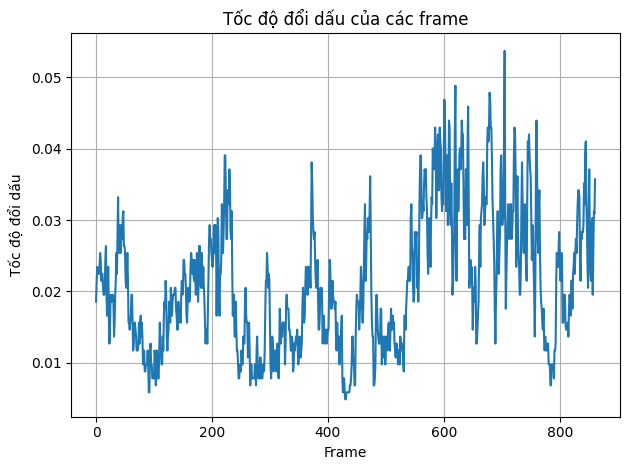 Tốc độ đổi dấu của các frame
Tốc độ đổi dấu
0.05
0.04
0.03
0.02
0.01
0 200 400 600 800
Frame